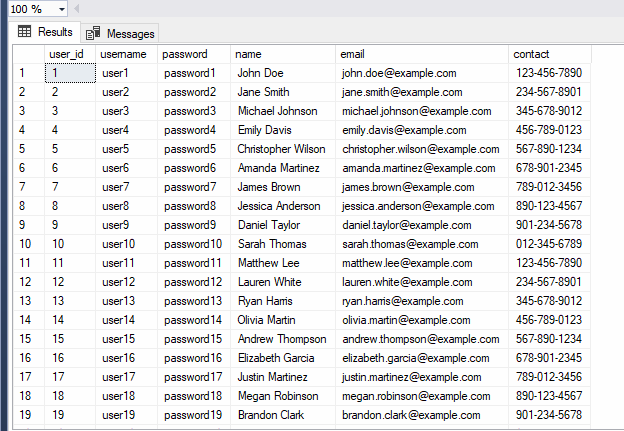 100 %
Results Messages
user_id username password name email contact
1 1 user1 password1 John Doe john.doe@example.com 123-456-7890
2 2 user2 password2 Jane Smith jane.smith@example.com 234-567-8901
3 3 user3 password3 Michael Johnson michael.johnson@example.com 345-678-9012
4 4 user4 password4 Emily Davis emily.davis@example.com 456-789-0123
5 5 user5 password5 Christopher Wilson christopher.wilson@example.com 567-890-1234
6 6 user6 password6 Amanda Martinez amanda.martinez@example.com 678-901-2345
7 7 user7 password7 James Brown james.brown@example.com 789-012-3456
8 8 user8 password8 Jessica Anderson jessica.anderson@example.com 890-123-4567
9 9 user9 password9 Daniel Taylor daniel.taylor@example.com 901-234-5678
10 10 user10 password10 Sarah Thomas sarah.thomas@example.com 012-345-6789
11 11 user11 password11 Matthew Lee matthew.lee@example.com 123-456-7890
12 12 user12 password12 Lauren White lauren.white@example.com 234-567-8901
13 13 user13 password13 Ryan Harris ryan.harris@example.com 345-678-9012
14 14 user14 password14 Olivia Martin olivia.martin@example.com 456-789-0123
15 15 user15 password15 Andrew Thompson andrew.thompson@example.com 567-890-1234
16 16 user16 password16 Elizabeth Garcia elizabeth.garcia@example.com 678-901-2345
17 17 user17 password17 Justin Martinez justin.martinez@example.com 789-012-3456
18 18 user18 password18 Megan Robinson megan.robinson@example.com 890-123-4567
19 19 user19 password19 Brandon Clark brandon.clark@example.com 901-234-5678